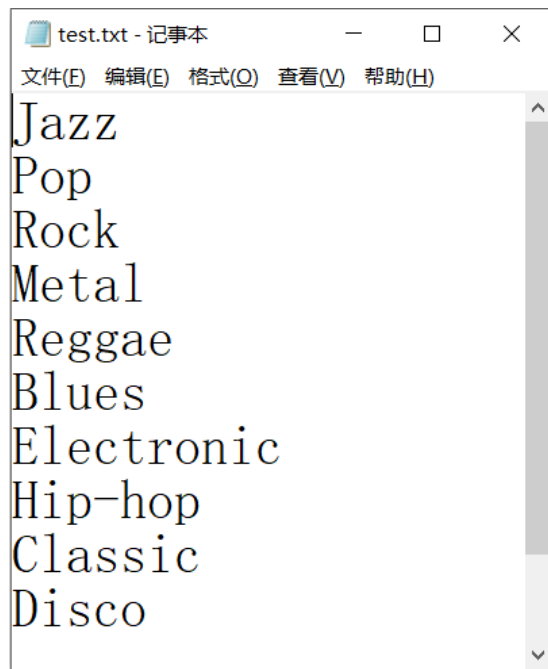 test.txt - 记事本
文件(F) 编辑(E) 格式(O) 查看(V) 帮助(H)
Jazz
Pop
Rock
Metal
Reggae
Blues
Electronic
Hip-hop
Classic
Disco